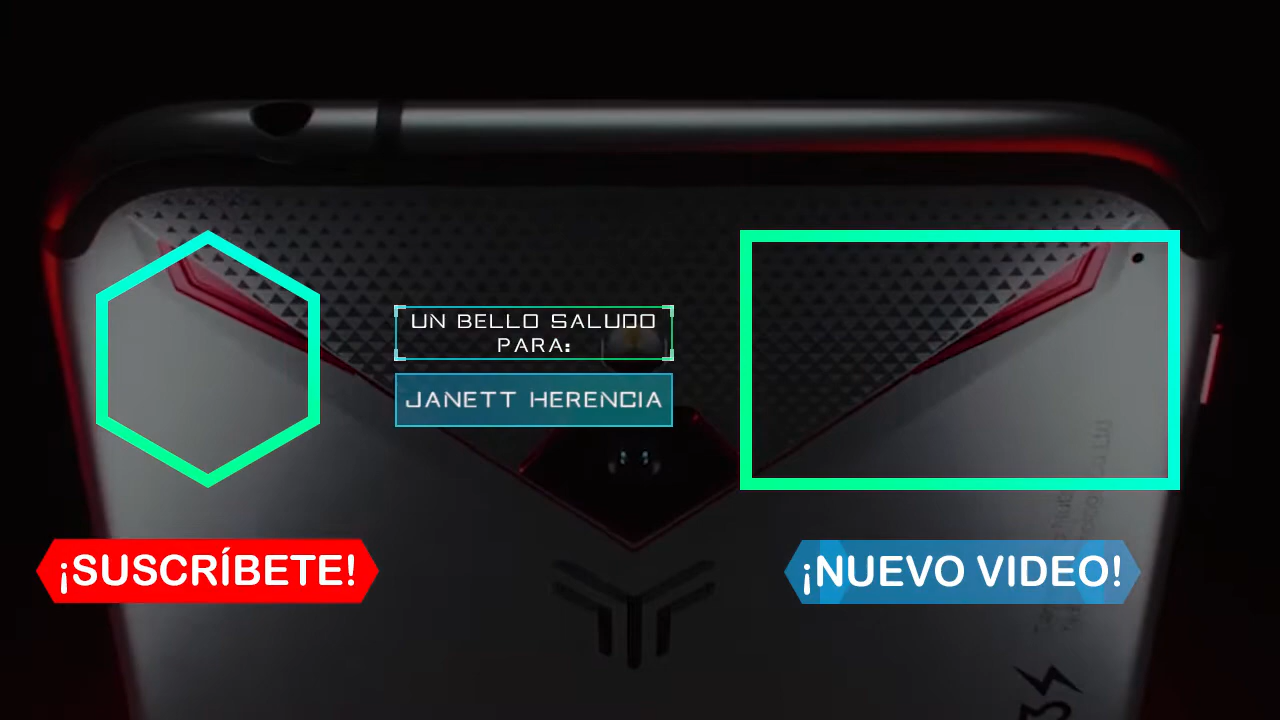 UN BELLO SALUDO
PARA:
JANETT HERENCIA
¡SUSCRÍBETE!
¡NUEVO VIDEO!